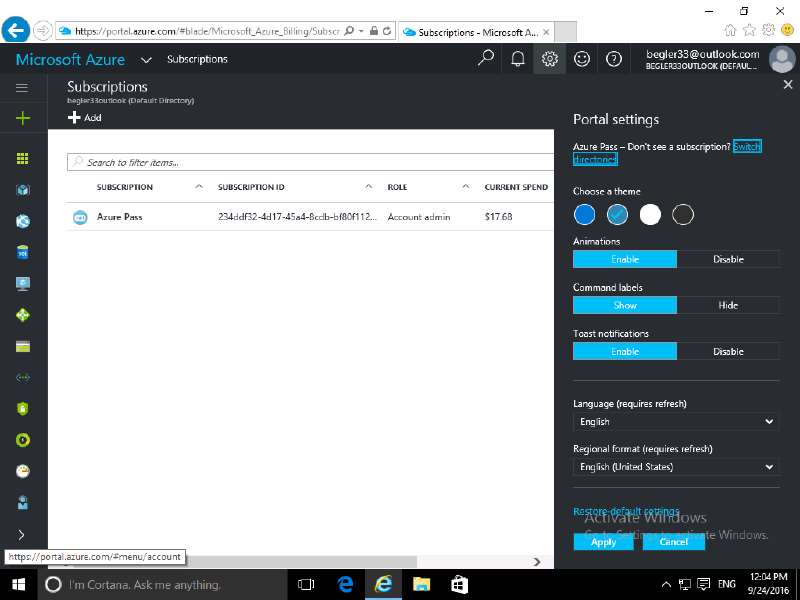 https://portal.azure.com/#blade/Microsoft_Azure_Billing/Subscr
Subscriptions - Microsoft A...
Microsoft Azure
Subscriptions
begler33@outlook.com
BEGLER33OUTLOOK (DEFAUL...
Subscriptions
begler33outlook (Default Directory)
Add
Search to filter items...
SUBSCRIPTION SUBSCRIPTION ID ROLE CURRENT SPEND
Azure Pass 234ddf32-4d17-45a4-8cdb-bf80f112... Account admin $17.68
Portal settings
Azure Pass – Don't see a subscription? Switch
directories
Choose a theme
Animations
Enable Disable
Command labels
Show Hide
Toast notifications
Enable Disable
Language (requires refresh)
English
Regional format (requires refresh)
English (United States)
Restore default settings
Activate Windows
Go to Settings to activate Windows.
Apply Cancel
https://portal.azure.com/#menu/account
I'm Cortana. Ask me anything.
ENG
12:04 PM
9/24/2016